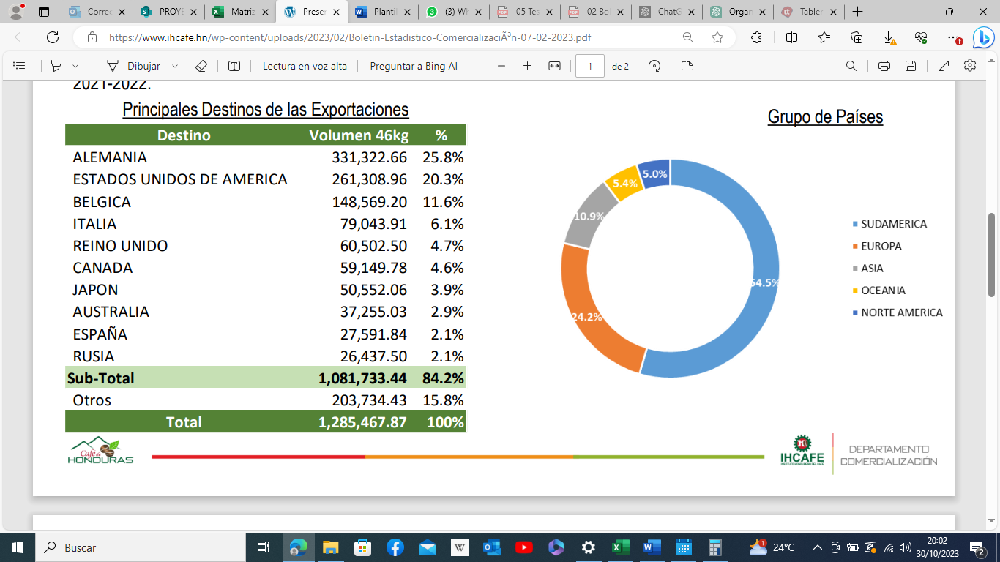 Correc
PROYE
Matriz
Presen
Plantil
(3) Wh
05 Tes
02 Bo
ChatG
Organ
Tabler
https://www.ihcafe.hn/wp-content/uploads/2023/02/Boletin-Estadistico-ComercializaciÃ³n-07-02-2023.pdf
Dibujar
Lectura en voz alta
Preguntar a Bing AI
1
de 2
2021-2022.
Principales Destinos de las Exportaciones
Destino Volumen 46kg %
ALEMANIA 331,322.66 25.8%
ESTADOS UNIDOS DE AMERICA 261,308.96 20.3%
BELGICA 148,569.20 11.6%
ITALIA 79,043.91 6.1%
REINO UNIDO 60,502.50 4.7%
CANADA 59,149.78 4.6%
JAPON 50,552.06 3.9%
AUSTRALIA 37,255.03 2.9%
ESPAÑA 27,591.84 2.1%
RUSIA 26,437.50 2.1%
Sub-Total 1,081,733.44 84.2%
Otros 203,734.43 15.8%
Total 1,285,467.87 100%
Grupo de Países
5.0%
5.4%
10.9%
24.2%
54.5%
SUDAMERICA
EUROPA
ASIA
OCEANIA
NORTE AMERICA
Café de
HONDURAS
IHCAFE
INSTITUTO HONDUREÑO DEL CAFÉ
DEPARTAMENTO
COMERCIALIZACIÓN
Buscar
W
24°C
1
20:02
30/10/2023
2